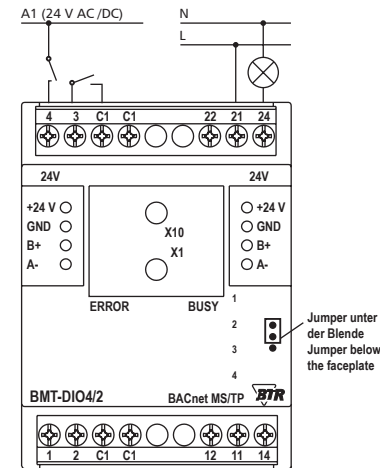 A1 (24 V AC /DC) N
L
4 3 C1 C1 22 21 24
24V 24V
+24 V +24 V
GND GND
B+ B+
A- A-
X10
X1
ERROR BUSY
1
2
3
4
Jumper unter
der Blende
Jumper below
the faceplate
BMT-DIO4/2 BACnet MS/TP BTR
1 2 C1 C1 12 11 14